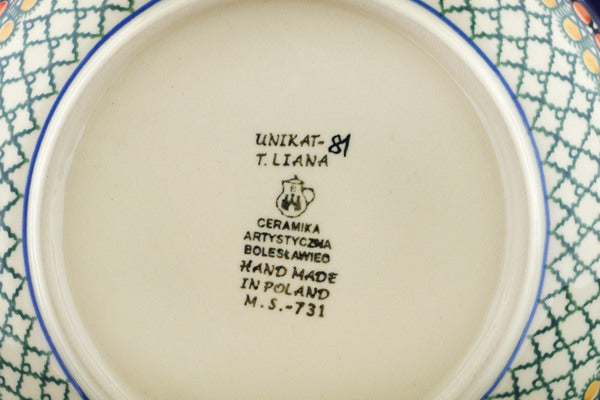 UNIKAT-81
T. LIANA
E
CERAMIKA
ARTYSTYCZNA
BOLESŁAWIEC
HAND MADE
IN POLAND
M.S.-731